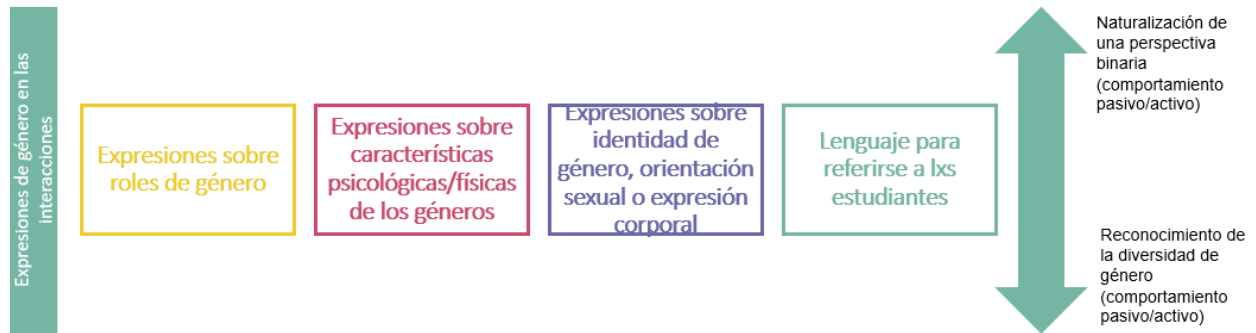 Expresiones de género en las
interacciones
Expresiones sobre
roles de género
Expresiones sobre
características
psicológicas/físicas
de los géneros
Expresiones sobre
identidad de
género, orientación
sexual o expresión
corporal
Lenguaje para
referirse a lxs
estudiantes
Naturalización de
una perspectiva
binaria
(comportamiento
pasivo/activo)
Reconocimiento de
la diversidad de
género
(comportamiento
pasivo/activo)